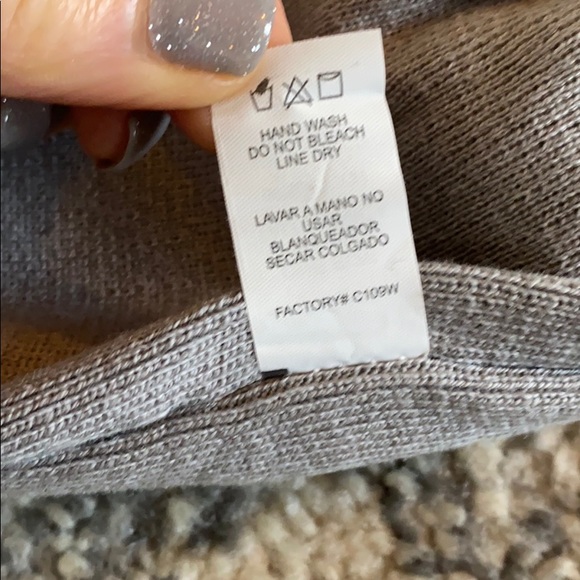 HAND WASH
DO NOT BLEACH
LINE DRY
LAVAR A MANO NO
USAR
BLANQUEADOR
SECAR COLGADO
FACTORY# C109W